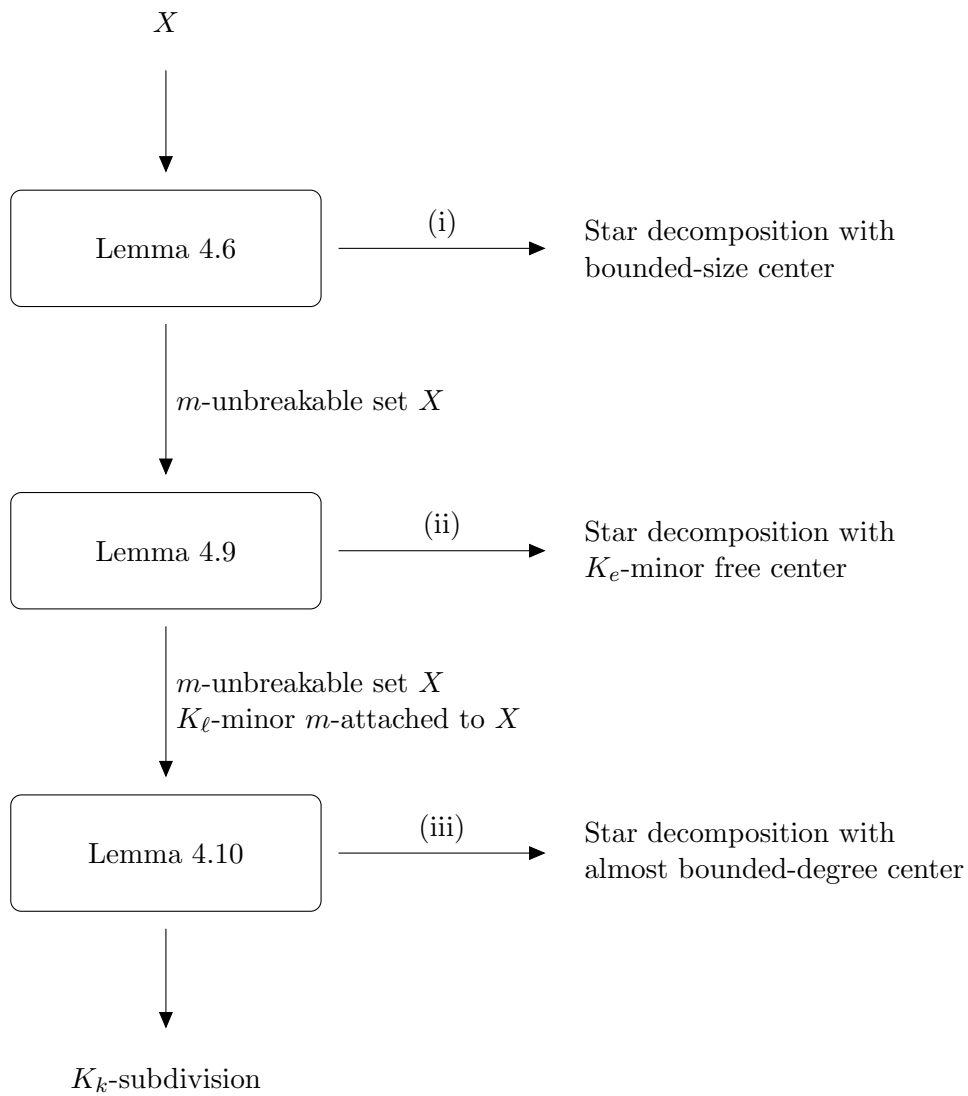 X
Lemma 4.6
(i)
Star decomposition with
bounded-size center
m-unbreakable set X
Lemma 4.9
(ii)
Star decomposition with
Kₑ-minor free center
m-unbreakable set X
K_ℓ-minor m-attached to X
Lemma 4.10
(iii)
Star decomposition with
almost bounded-degree center
Kₖ-subdivision